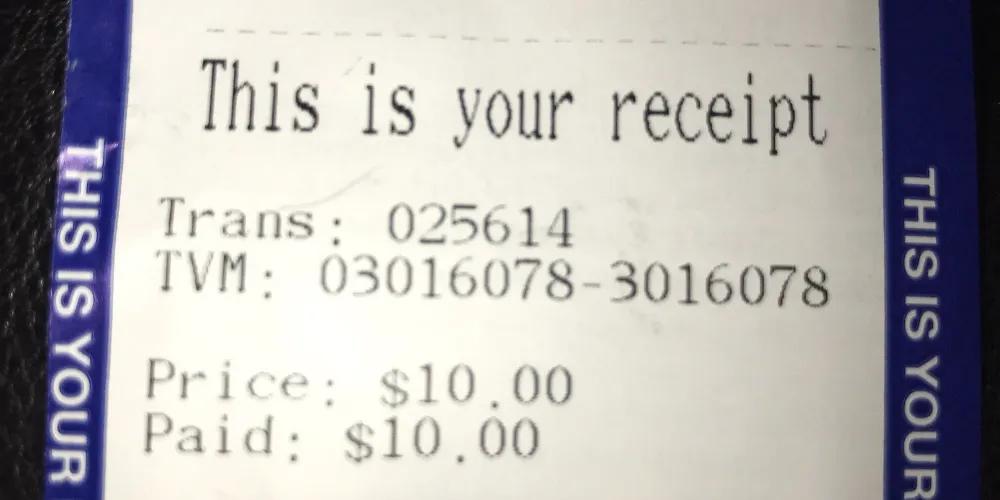 This is your receipt
Trans: 025614
TVM: 03016078-3016078
Price: $10.00
Paid: $10.00
THIS IS YOUR
THIS IS YOUR